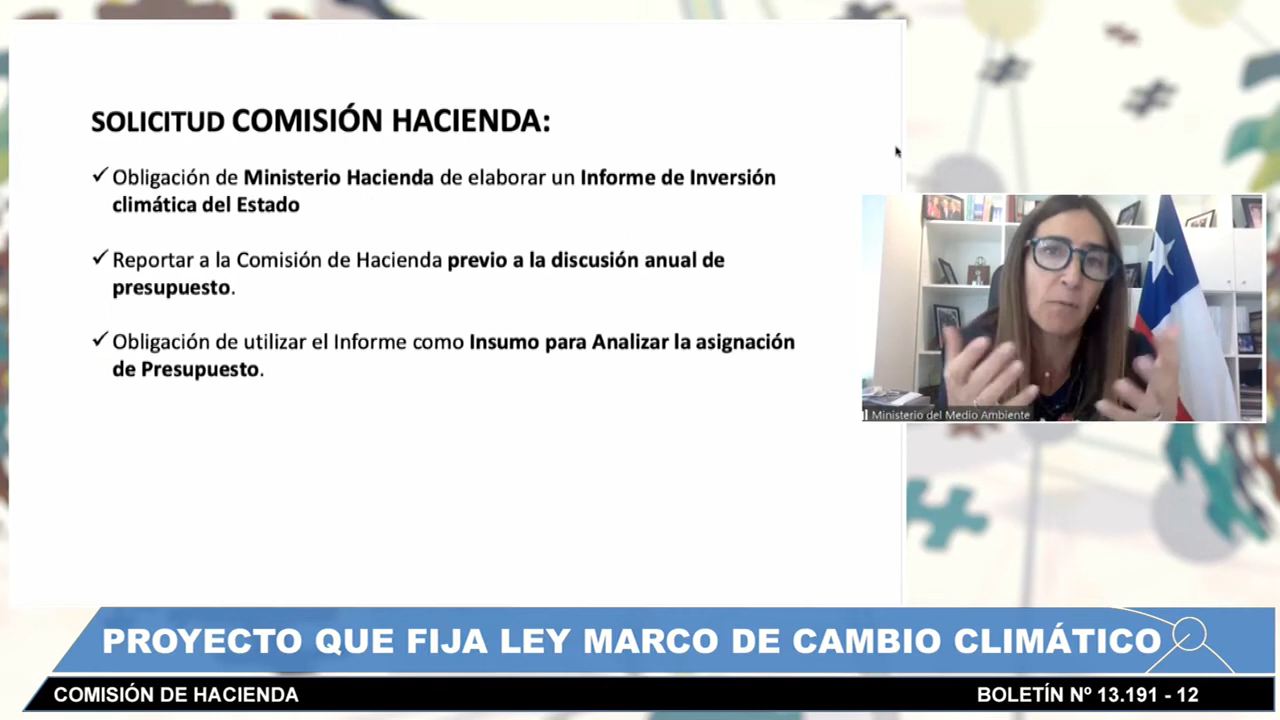 SOLICITUD COMISIÓN HACIENDA:
✓ Obligación de Ministerio Hacienda de elaborar un Informe de Inversión
climática del Estado
✓ Reportar a la Comisión de Hacienda previo a la discusión anual de
presupuesto.
✓ Obligación de utilizar el Informe como Insumo para Analizar la asignación
de Presupuesto.
Ministerio del Medio Ambiente
PROYECTO QUE FIJA LEY MARCO DE CAMBIO CLIMÁTICO
COMISIÓN DE HACIENDA
BOLETÍN Nº 13.191 - 12